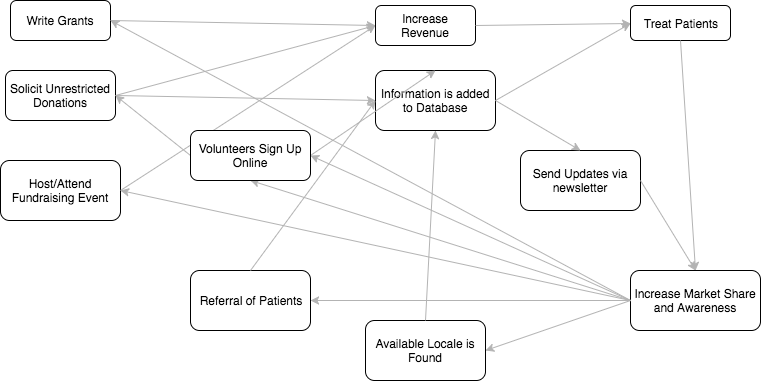 Write Grants
Increase
Revenue
Treat Patients
Solicit Unrestricted
Donations
Information is added
to Database
Volunteers Sign Up
Online
Host/Attend
Fundraising Event
Send Updates via
newsletter
Referral of Patients
Increase Market Share
and Awareness
Available Locale is
Found